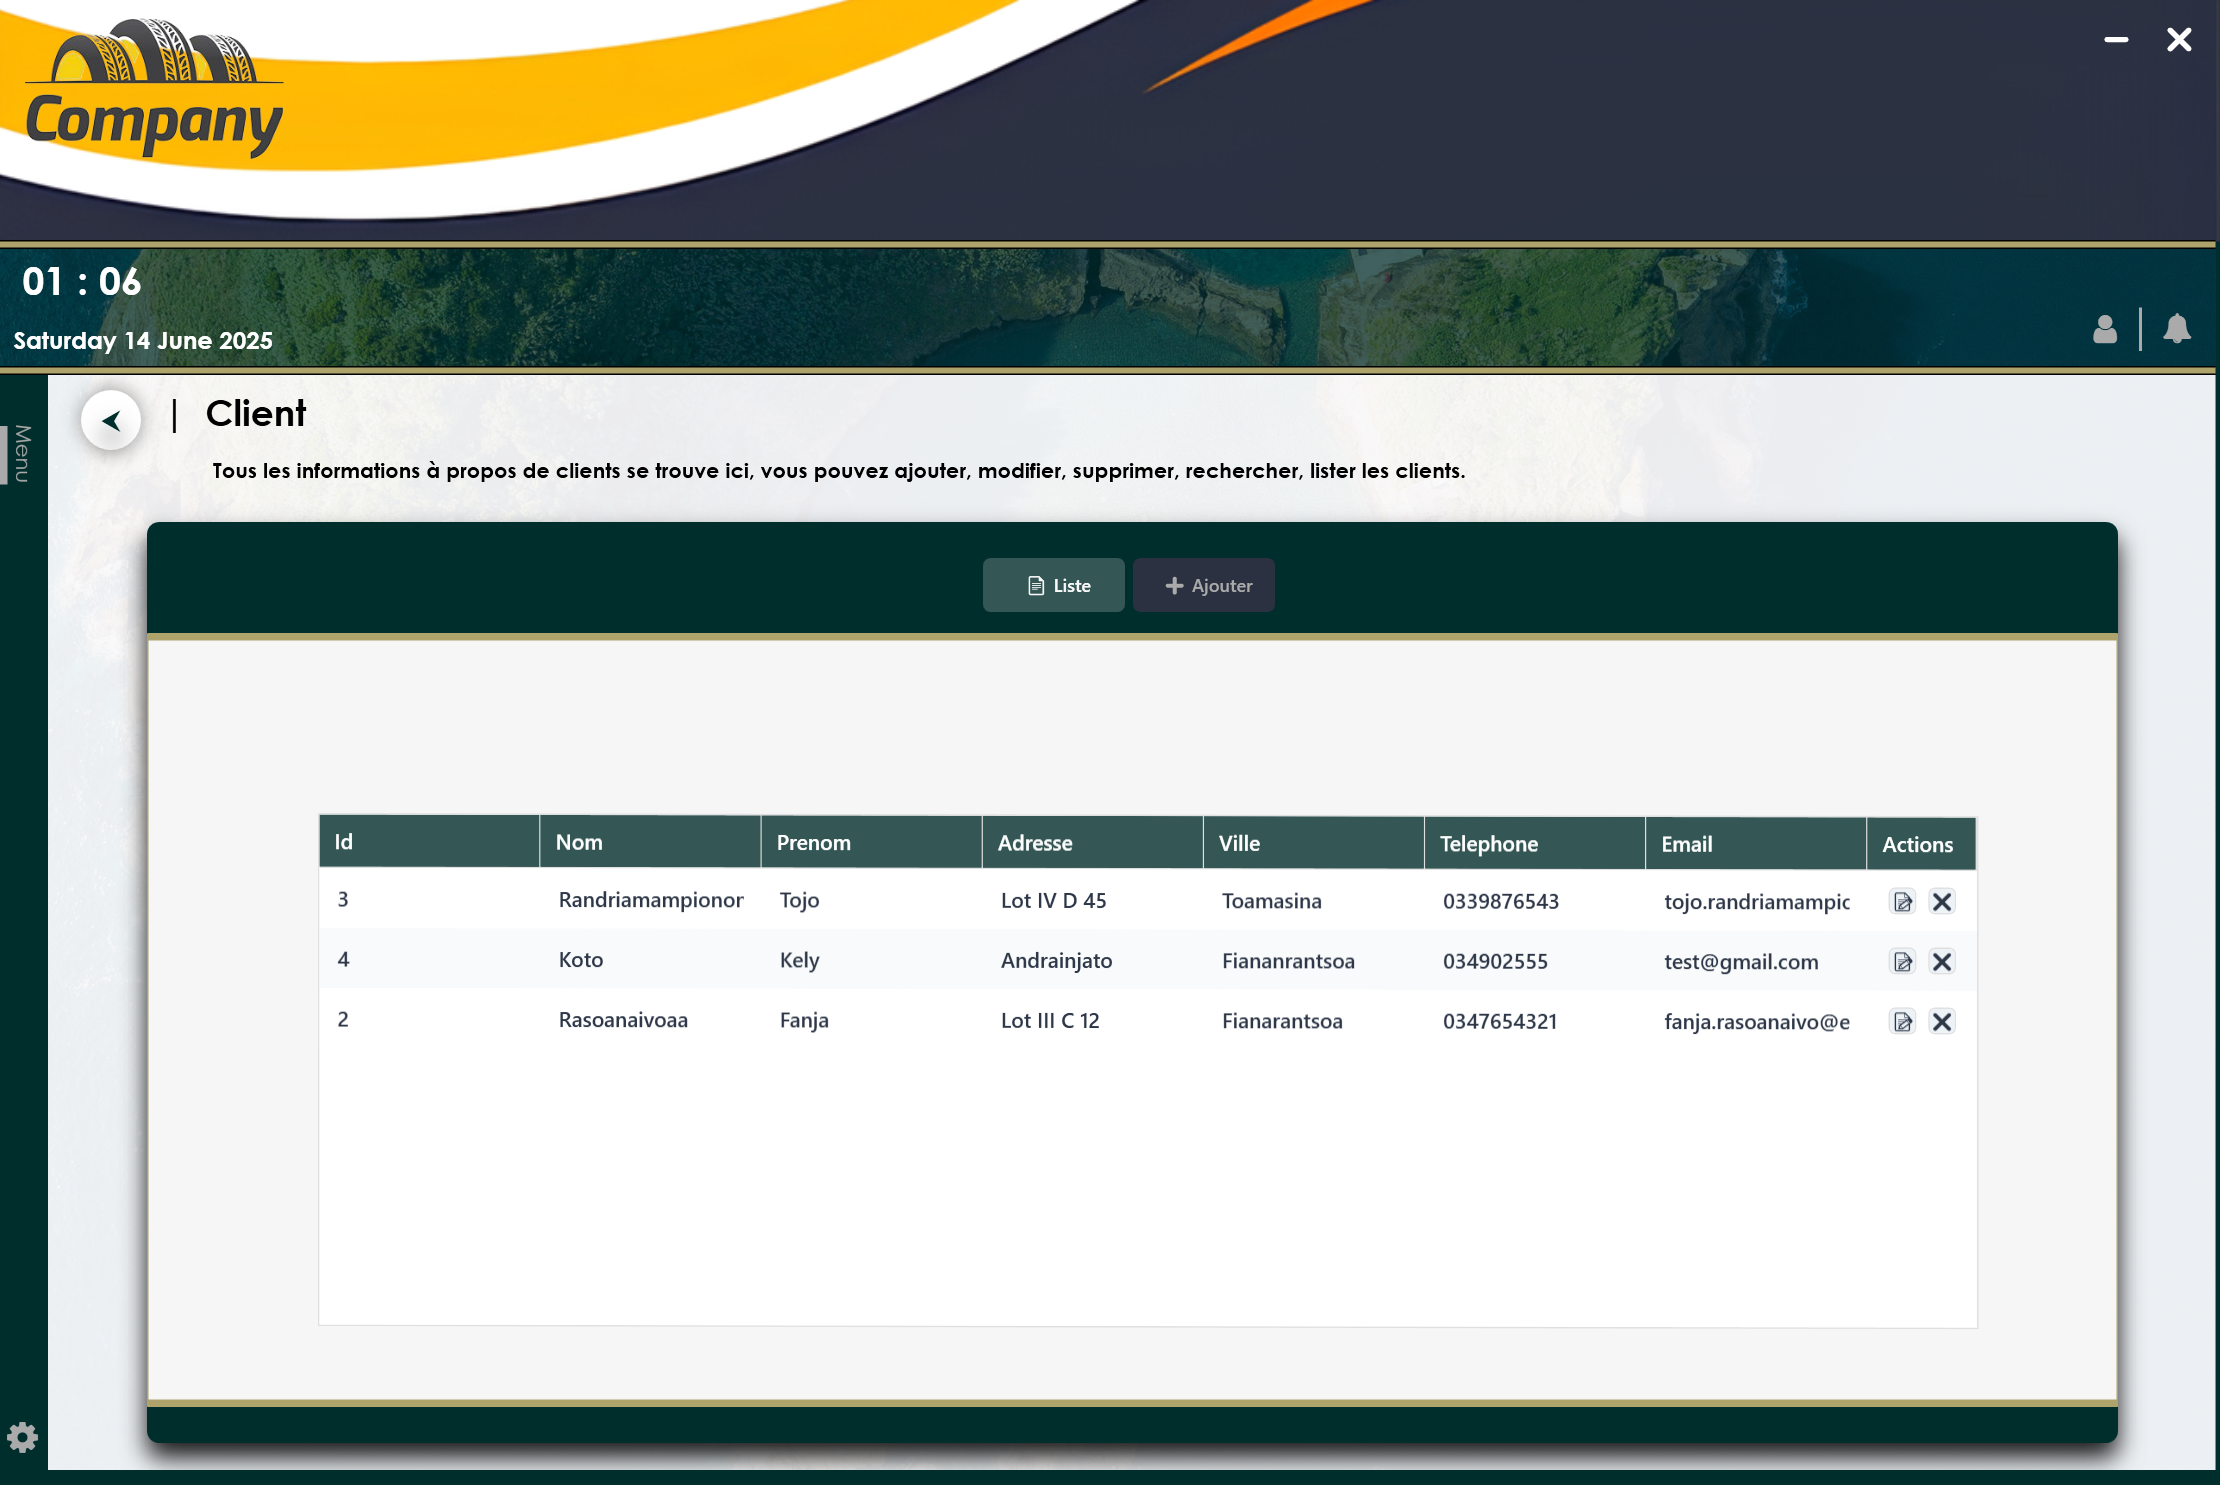 Company
01 : 06
Saturday 14 June 2025
Menu
| Client
Tous les informations à propos de clients se trouve ici, vous pouvez ajouter, modifier, supprimer, rechercher, lister les clients.
Liste Ajouter
Id Nom Prenom Adresse Ville Telephone Email Actions
3 Randriamampionor Tojo Lot IV D 45 Toamasina 0339876543 tojo.randriamampic
4 Koto Kely Andrainjato Fiananrantsoa 034902555 test@gmail.com
2 Rasoanaivoaa Fanja Lot III C 12 Fianarantsoa 0347654321 fanja.rasoanaivo@e